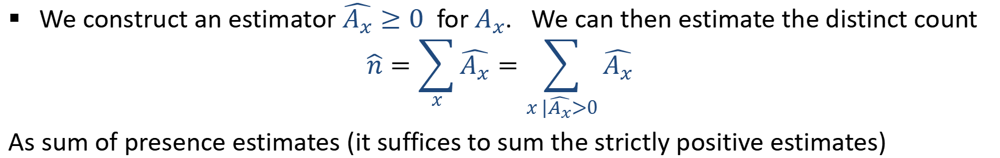 ▪ We construct an estimator $\widehat{A_x} \geq 0$ for $A_x$. We can then estimate the distinct count
$\hat{n} = \sum_{x} \widehat{A_x} = \sum_{x \,|\, \widehat{A_x} > 0} \widehat{A_x}$
As sum of presence estimates (it suffices to sum the strictly positive estimates)